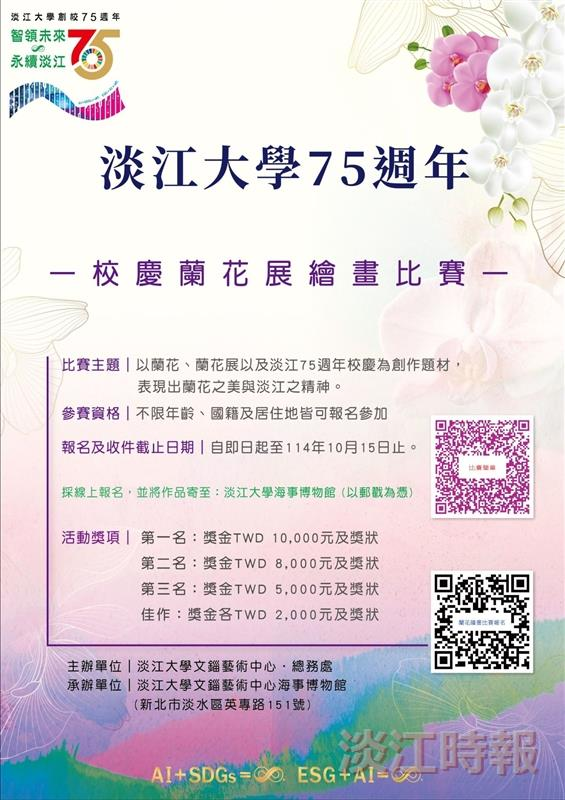 淡江大學創校75週年
智領未來
永續淡江
75
淡江大學75週年
—校慶蘭花展繪畫比賽—
比賽主題｜以蘭花、蘭花展以及淡江75週年校慶為創作題材，
表現出蘭花之美與淡江之精神。
參賽資格｜不限年齡、國籍及居住地皆可報名參加
報名及收件截止日期｜自即日起至114年10月15日止。
比賽簡章
採線上報名，並將作品寄至：淡江大學海事博物館 (以郵戳為憑)
活動獎項｜ 第一名：獎金TWD 10,000元及獎狀
第二名：獎金TWD 8,000元及獎狀
第三名：獎金TWD 5,000元及獎狀
佳作：獎金各TWD 2,000元及獎狀
蘭花繪畫比賽報名
主辦單位｜淡江大學文錙藝術中心．總務處
承辦單位｜淡江大學文錙藝術中心海事博物館
(新北市淡水區英專路151號)
淡江時報
AI+SDGs=∞. ESG+AI=∞.